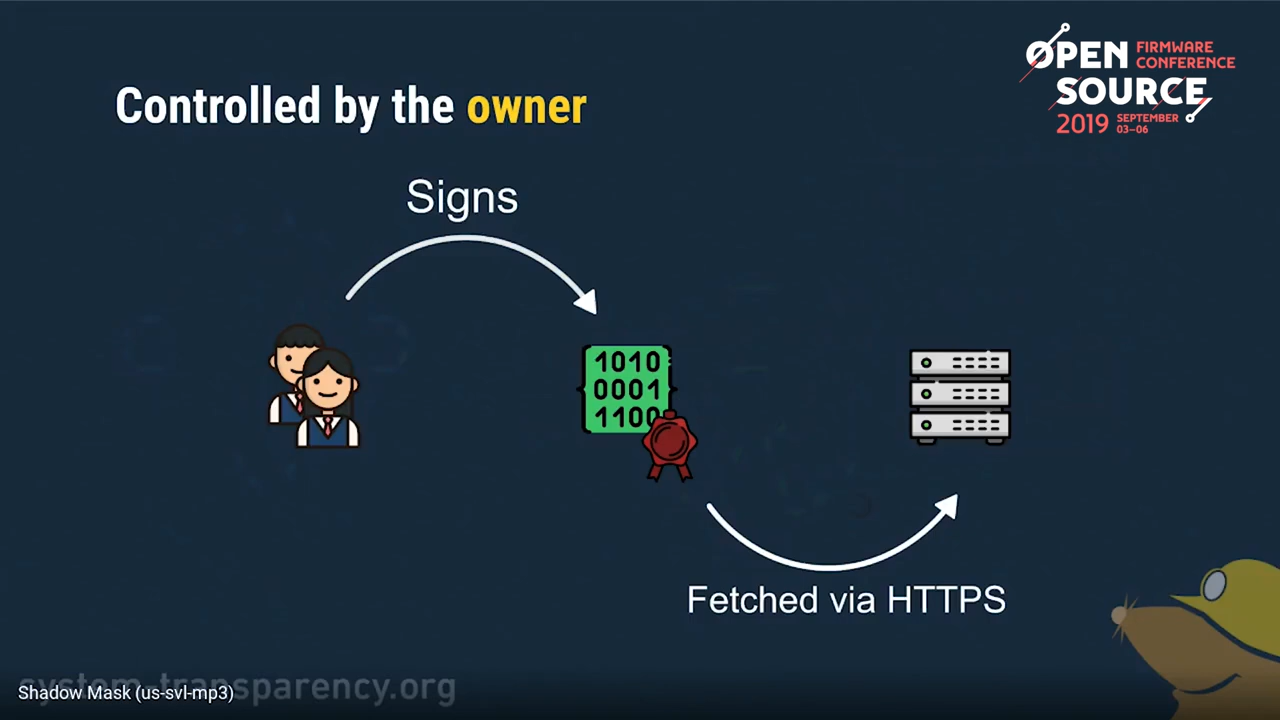 OPEN FIRMWARE CONFERENCE
SOURCE
2019 SEPTEMBER 03–06
Controlled by the owner
Signs
1010
0001
1100
Fetched via HTTPS
system-transparency.org
Shadow Mask (us-svl-mp3)